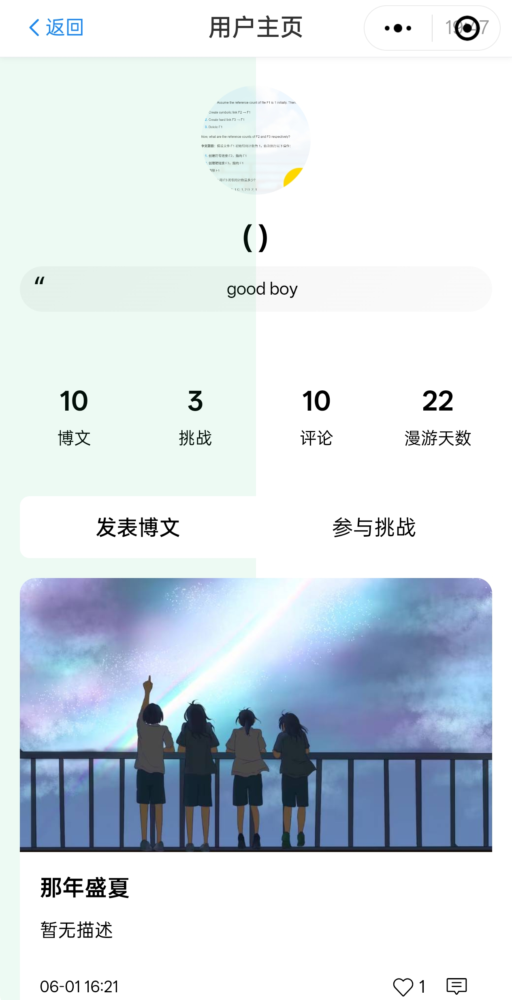 返回
用户主页
Assume the reference count of file F1 is 1 initially. Then.
Create symbolic link F2 → F1
2. Create hard link F3 → F1
3. Delete F1
Now, what are the reference counts of F2 and F3 respectively?
中文题目：假设文件 F1 初始引用计数为 1，依次执行以下操作：
1. 创建符号链接 F2，指向 F1
创建硬链接 F3，指向 F1
删除 F1
和 F3 的引用计数是多少？
()
“
good boy
10 3 10 22
博文 挑战 评论 漫游天数
发表博文 参与挑战
那年盛夏
暂无描述
06-01 16:21 1